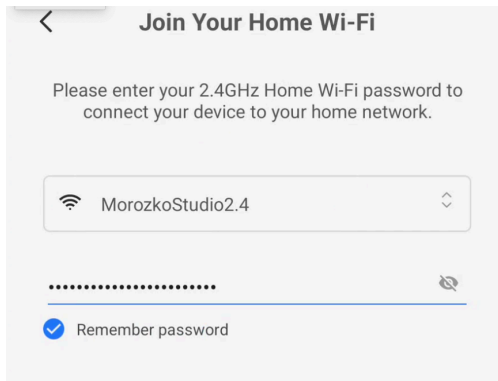 Join Your Home Wi-Fi
Please enter your 2.4GHz Home Wi-Fi password to
connect your device to your home network.
MorozkoStudio2.4
••••••••••••••••••••••••
Remember password